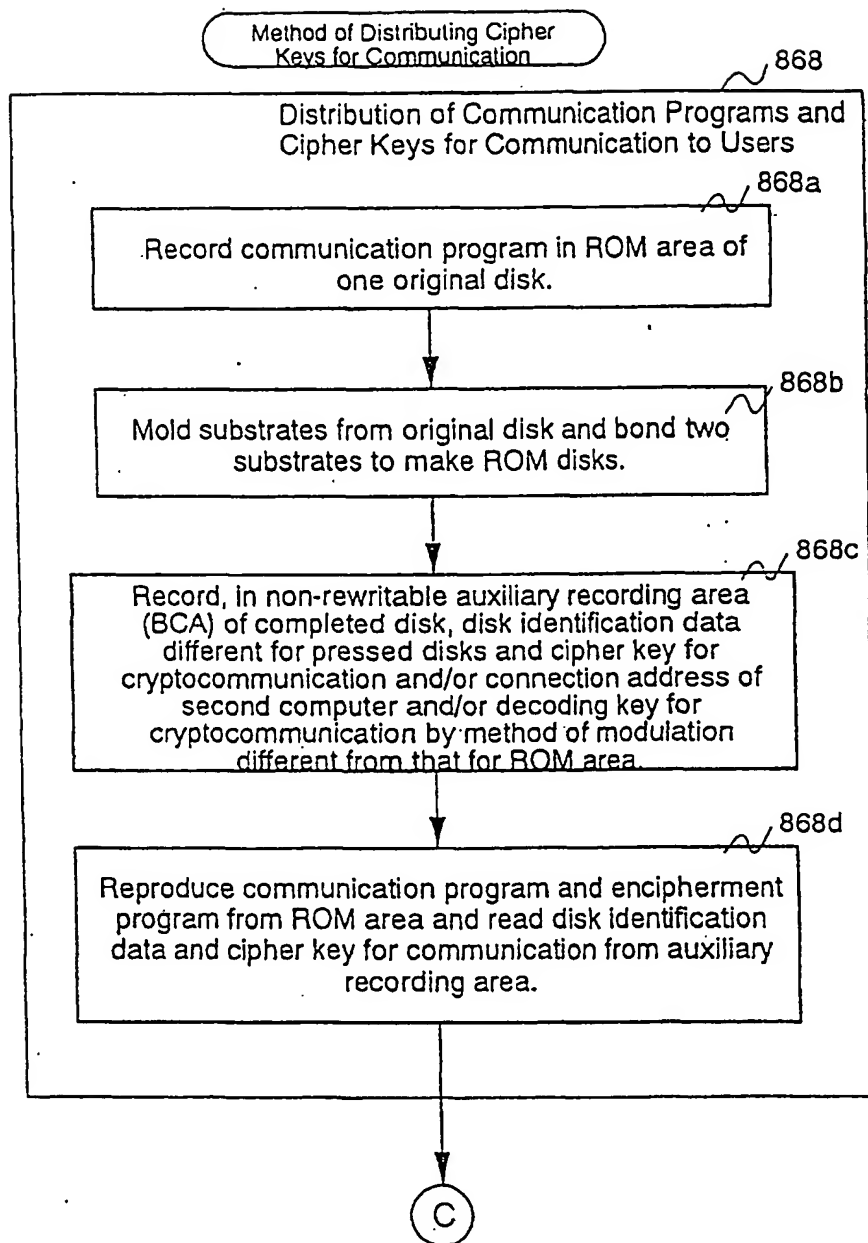 Method of Distributing Cipher
Keys for Communication
868
Distribution of Communication Programs and
Cipher Keys for Communication to Users
868a
Record communication program in ROM area of
one original disk.
868b
Mold substrates from original disk and bond two
substrates to make ROM disks.
868c
Record, in non-rewritable auxiliary recording area
(BCA) of completed disk, disk identification data
different for pressed disks and cipher key for
cryptocommunication and/or connection address of
second computer and/or decoding key for
cryptocommunication by method of modulation
different from that for ROM area.
868d
Reproduce communication program and encipherment
program from ROM area and read disk identification
data and cipher key for communication from auxiliary
recording area.
C